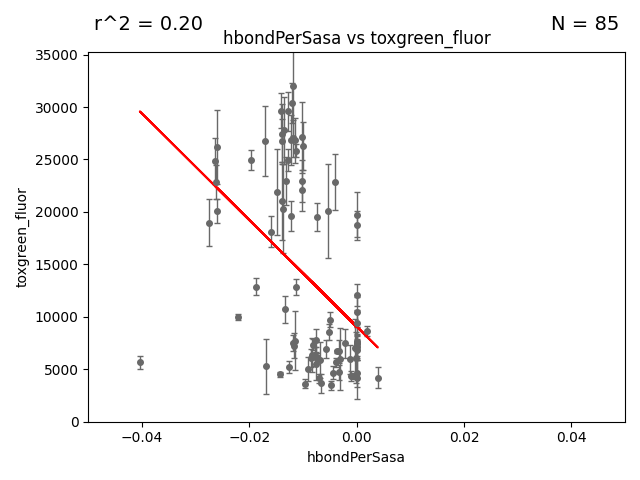 r^2 = 0.20
N = 85
hbondPerSasa vs toxgreen_fluor
35000
30000
25000
20000
15000
10000
5000
0
toxgreen_fluor
−0.04
−0.02
0.00
0.02
0.04
hbondPerSasa